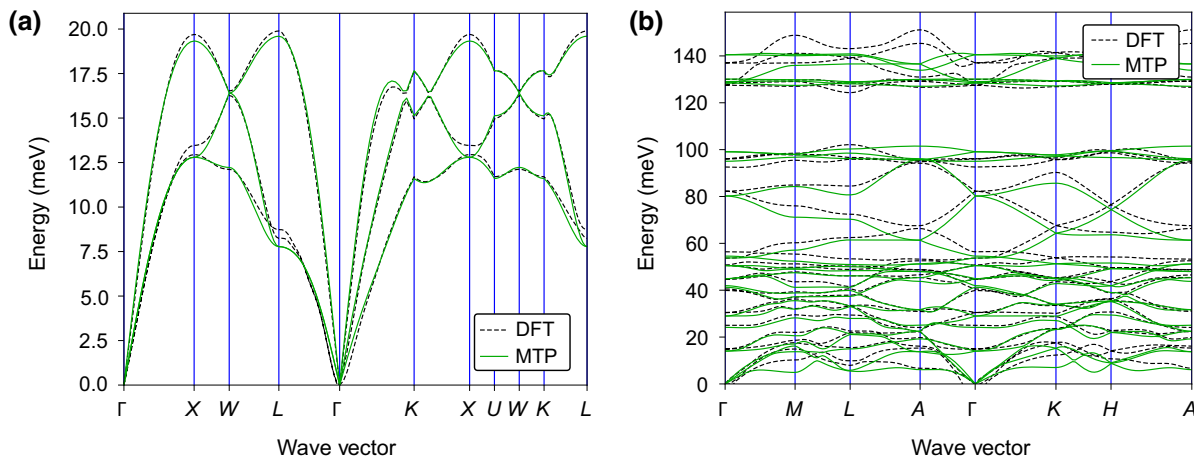 (a)
20.0
17.5
15.0
12.5
10.0
7.5
5.0
2.5
0.0
Energy (meV)
DFT
MTP
Γ X W L Γ K X U W K L
Wave vector
(b)
140
120
100
80
60
40
20
0
Energy (meV)
DFT
MTP
Γ M L A Γ K H A
Wave vector